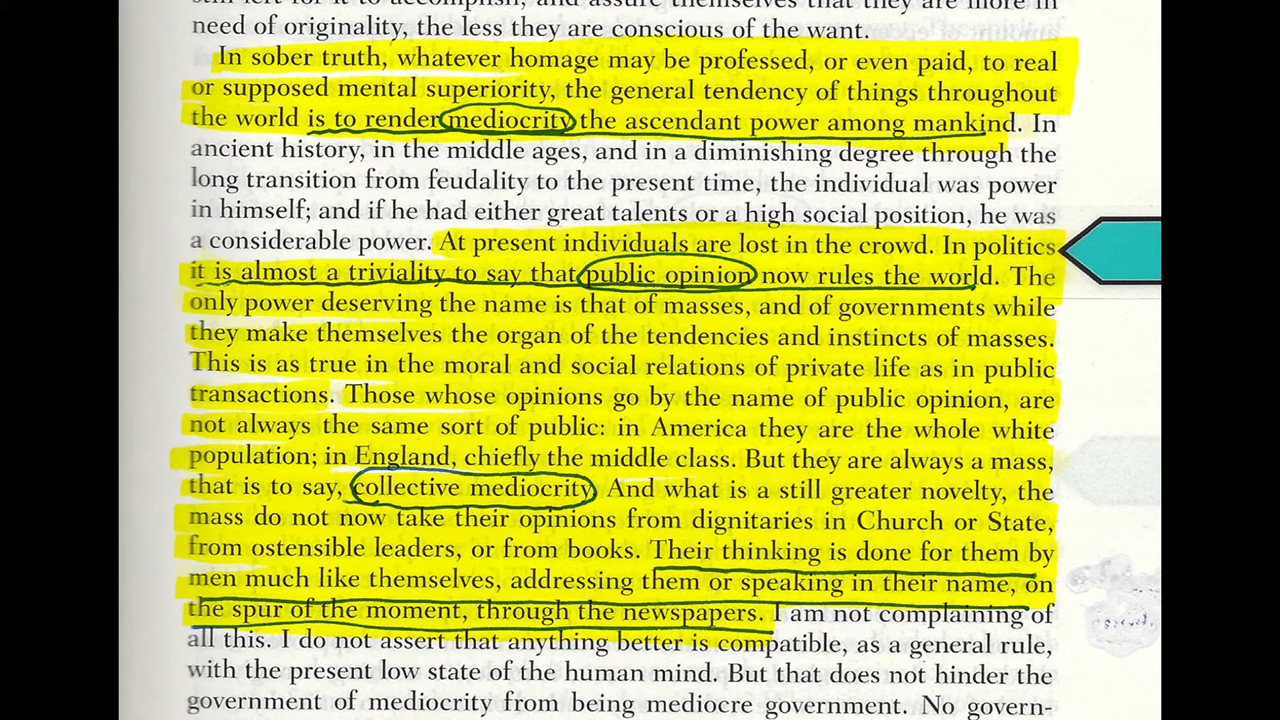 still left for it to accomplish, and assure themselves that they are more in
need of originality, the less they are conscious of the want.
In sober truth, whatever homage may be professed, or even paid, to real
or supposed mental superiority, the general tendency of things throughout
the world is to render mediocrity the ascendant power among mankind. In
ancient history, in the middle ages, and in a diminishing degree through the
long transition from feudality to the present time, the individual was power
in himself; and if he had either great talents or a high social position, he was
a considerable power. At present individuals are lost in the crowd. In politics
it is almost a triviality to say that public opinion now rules the world. The
only power deserving the name is that of masses, and of governments while
they make themselves the organ of the tendencies and instincts of masses.
This is as true in the moral and social relations of private life as in public
transactions. Those whose opinions go by the name of public opinion, are
not always the same sort of public: in America they are the whole white
population; in England, chiefly the middle class. But they are always a mass,
that is to say, collective mediocrity. And what is a still greater novelty, the
mass do not now take their opinions from dignitaries in Church or State,
from ostensible leaders, or from books. Their thinking is done for them by
men much like themselves, addressing them or speaking in their name, on
the spur of the moment, through the newspapers. I am not complaining of
all this. I do not assert that anything better is compatible, as a general rule,
with the present low state of the human mind. But that does not hinder the
government of mediocrity from being mediocre government. No govern-